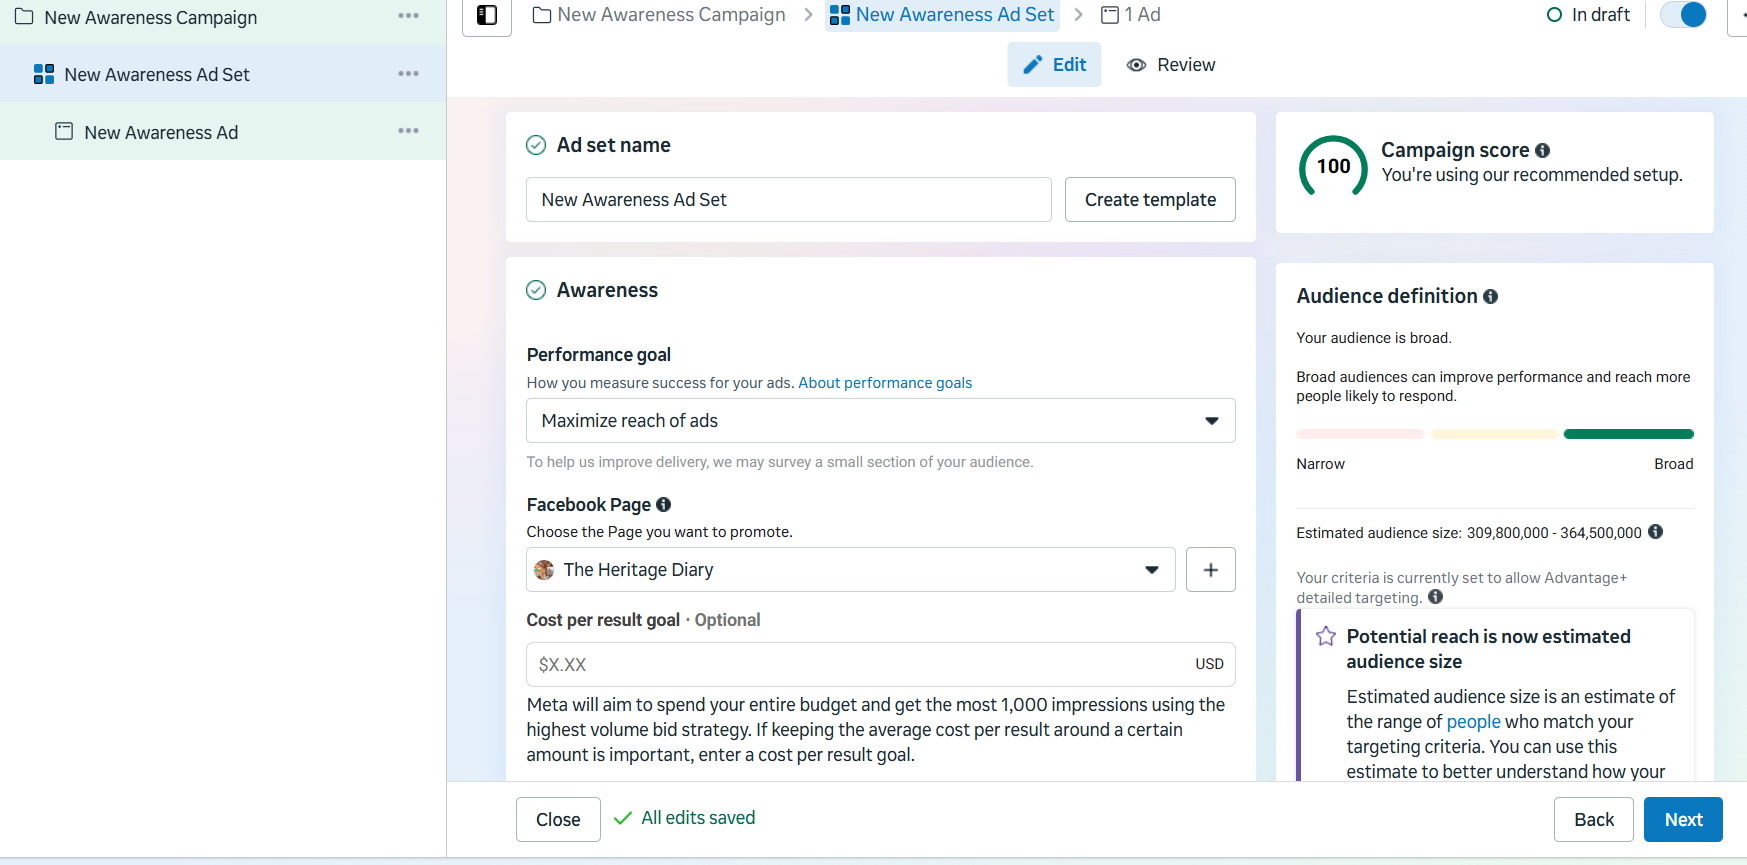 New Awareness Campaign
New Awareness Ad Set
New Awareness Ad
New Awareness Campaign
New Awareness Ad Set
1 Ad
In draft
Edit
Review
Ad set name
New Awareness Ad Set
Create template
Awareness
Performance goal
How you measure success for your ads. About performance goals
Maximize reach of ads
To help us improve delivery, we may survey a small section of your audience.
Facebook Page
Choose the Page you want to promote.
The Heritage Diary
Cost per result goal · Optional
$X.XX
USD
Meta will aim to spend your entire budget and get the most 1,000 impressions using the
highest volume bid strategy. If keeping the average cost per result around a certain
amount is important, enter a cost per result goal.
100
Campaign score
You're using our recommended setup.
Audience definition
Your audience is broad.
Broad audiences can improve performance and reach more
people likely to respond.
Narrow
Broad
Estimated audience size: 309,800,000 - 364,500,000
Your criteria is currently set to allow Advantage+
detailed targeting.
Potential reach is now estimated
audience size
Estimated audience size is an estimate of
the range of people who match your
targeting criteria. You can use this
estimate to better understand how your
Close
All edits saved
Back
Next